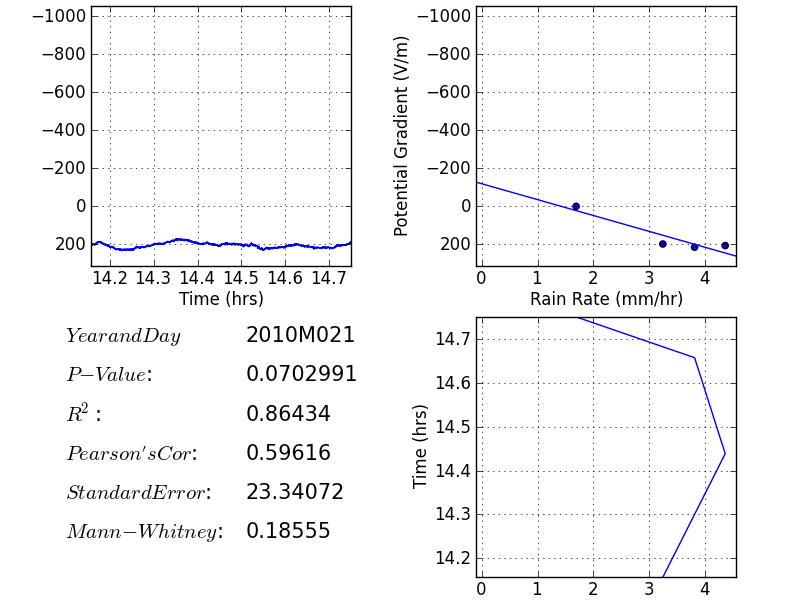 −1000
−800
−600
−400
−200
0
200
14.2 14.3 14.4 14.5 14.6 14.7
Time (hrs)
Potential Gradient (V/m)
−1000
−800
−600
−400
−200
0
200
0 1 2 3 4
Rain Rate (mm/hr)
YearandDay 2010M021
P−Value: 0.0702991
R² : 0.86434
Pearson'sCor: 0.59616
StandardError: 23.34072
Mann−Whitney: 0.18555
Time (hrs)
14.7
14.6
14.5
14.4
14.3
14.2
0 1 2 3 4